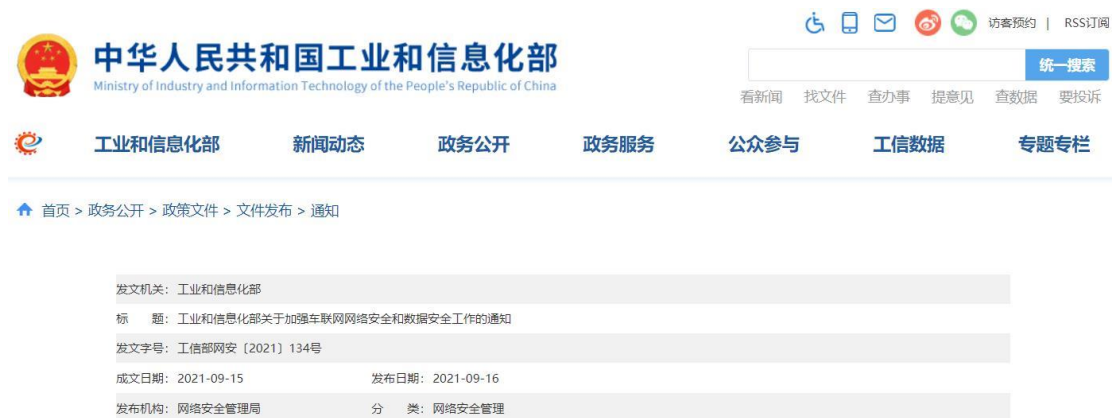 访客预约 | RSS订阅
中华人民共和国工业和信息化部
Ministry of Industry and Information Technology of the People's Republic of China
统一搜索
看新闻 找文件 查办事 提意见 查数据 要投诉
工业和信息化部 新闻动态 政务公开 政务服务 公众参与 工信数据 专题专栏
首页 > 政务公开 > 政策文件 > 文件发布 > 通知
发文机关：工业和信息化部
标 题：工业和信息化部关于加强车联网网络安全和数据安全工作的通知
发文字号：工信部网安〔2021〕134号
成文日期：2021-09-15 发布日期：2021-09-16
发布机构：网络安全管理局 分 类：网络安全管理